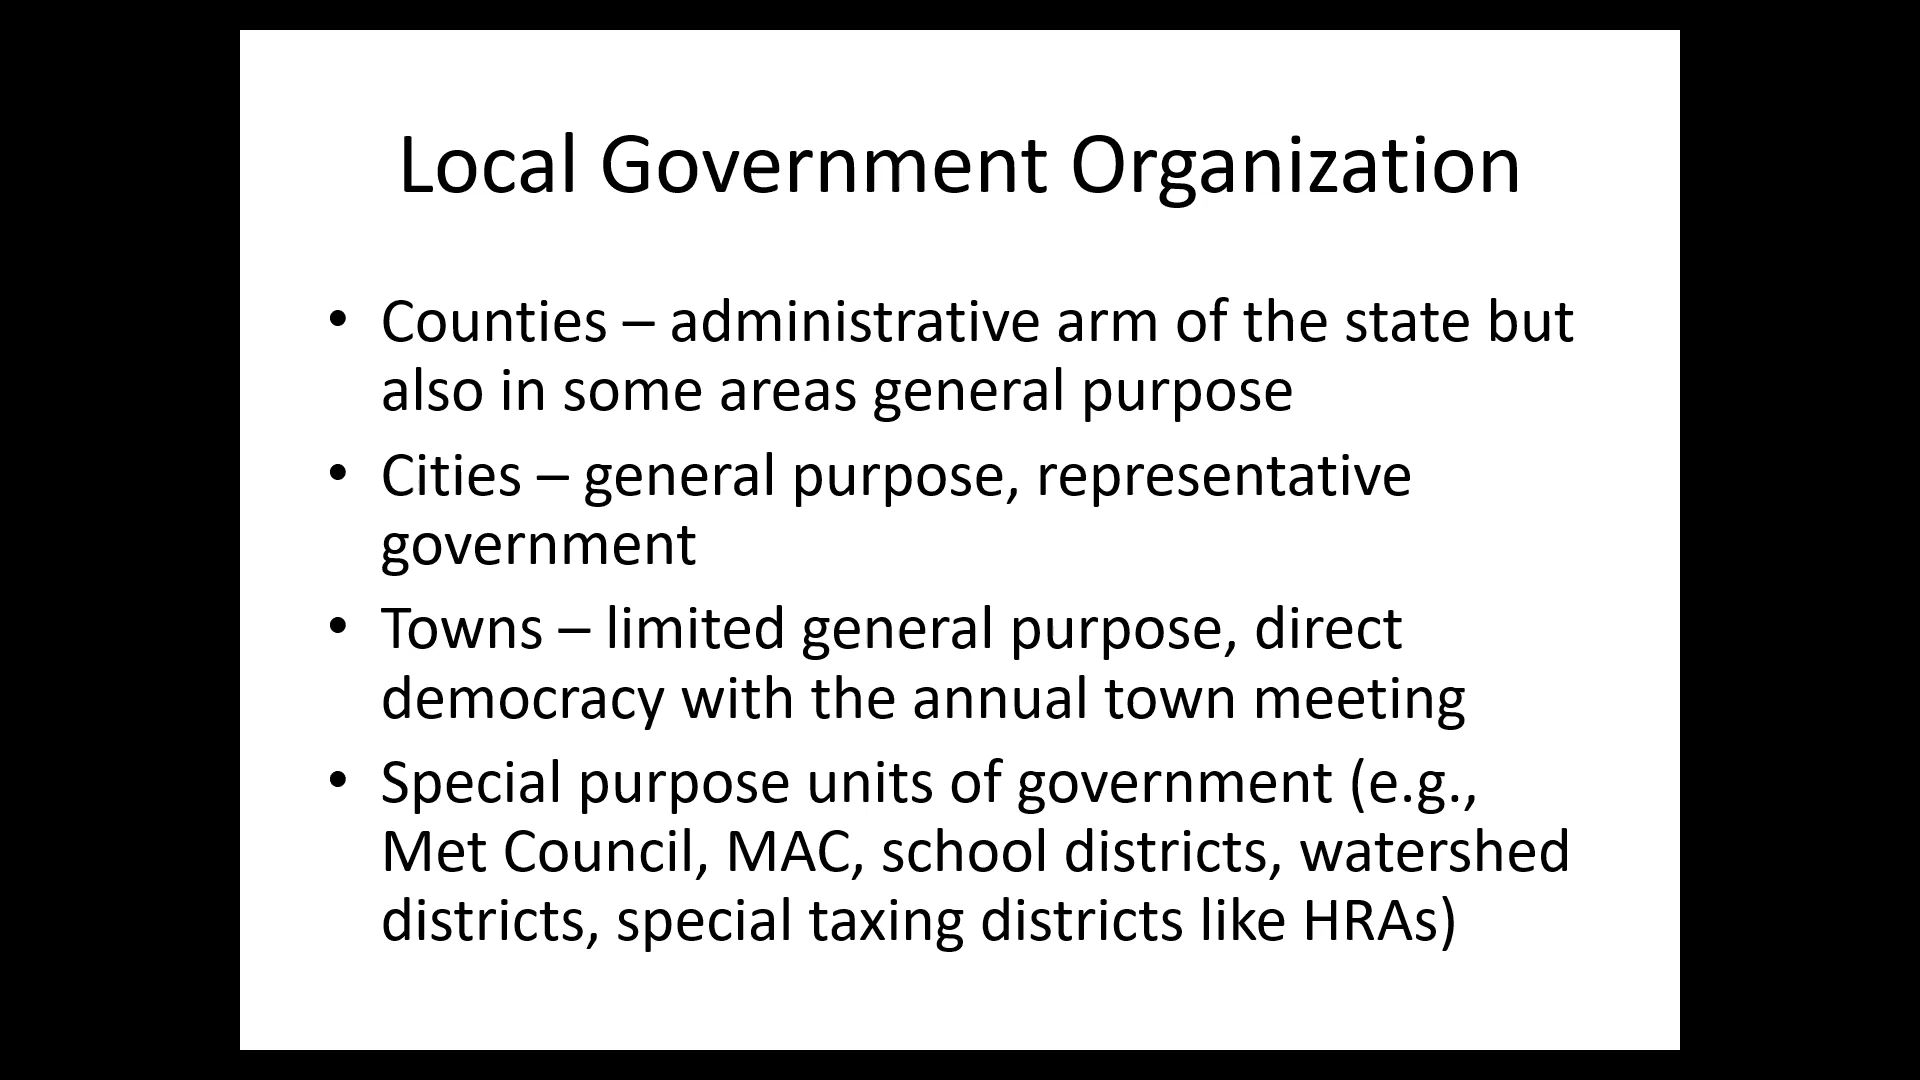 Local Government Organization
• Counties – administrative arm of the state but
also in some areas general purpose
• Cities – general purpose, representative
government
• Towns – limited general purpose, direct
democracy with the annual town meeting
• Special purpose units of government (e.g.,
Met Council, MAC, school districts, watershed
districts, special taxing districts like HRAs)